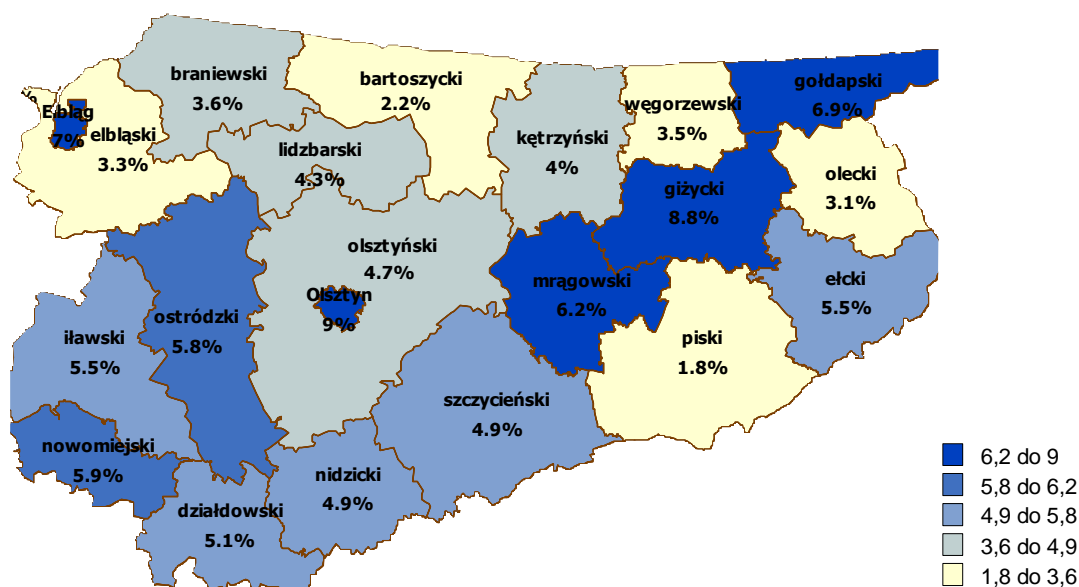 braniewski
3.6%
bartoszycki
2.2%
gołdapski
6.9%
węgorzewski
3.5%
%
Elbląg
7%
elbląski
3.3%
kętrzyński
4%
lidzbarski
4.3%
olecki
3.1%
giżycki
8.8%
olsztyński
4.7%
Olsztyn
9%
mrągowski
6.2%
ełcki
5.5%
ostródzki
5.8%
iławski
5.5%
piski
1.8%
szczycieński
4.9%
nowomiejski
5.9%
nidzicki
4.9%
działdowski
5.1%
6,2 do 9
5,8 do 6,2
4,9 do 5,8
3,6 do 4,9
1,8 do 3,6